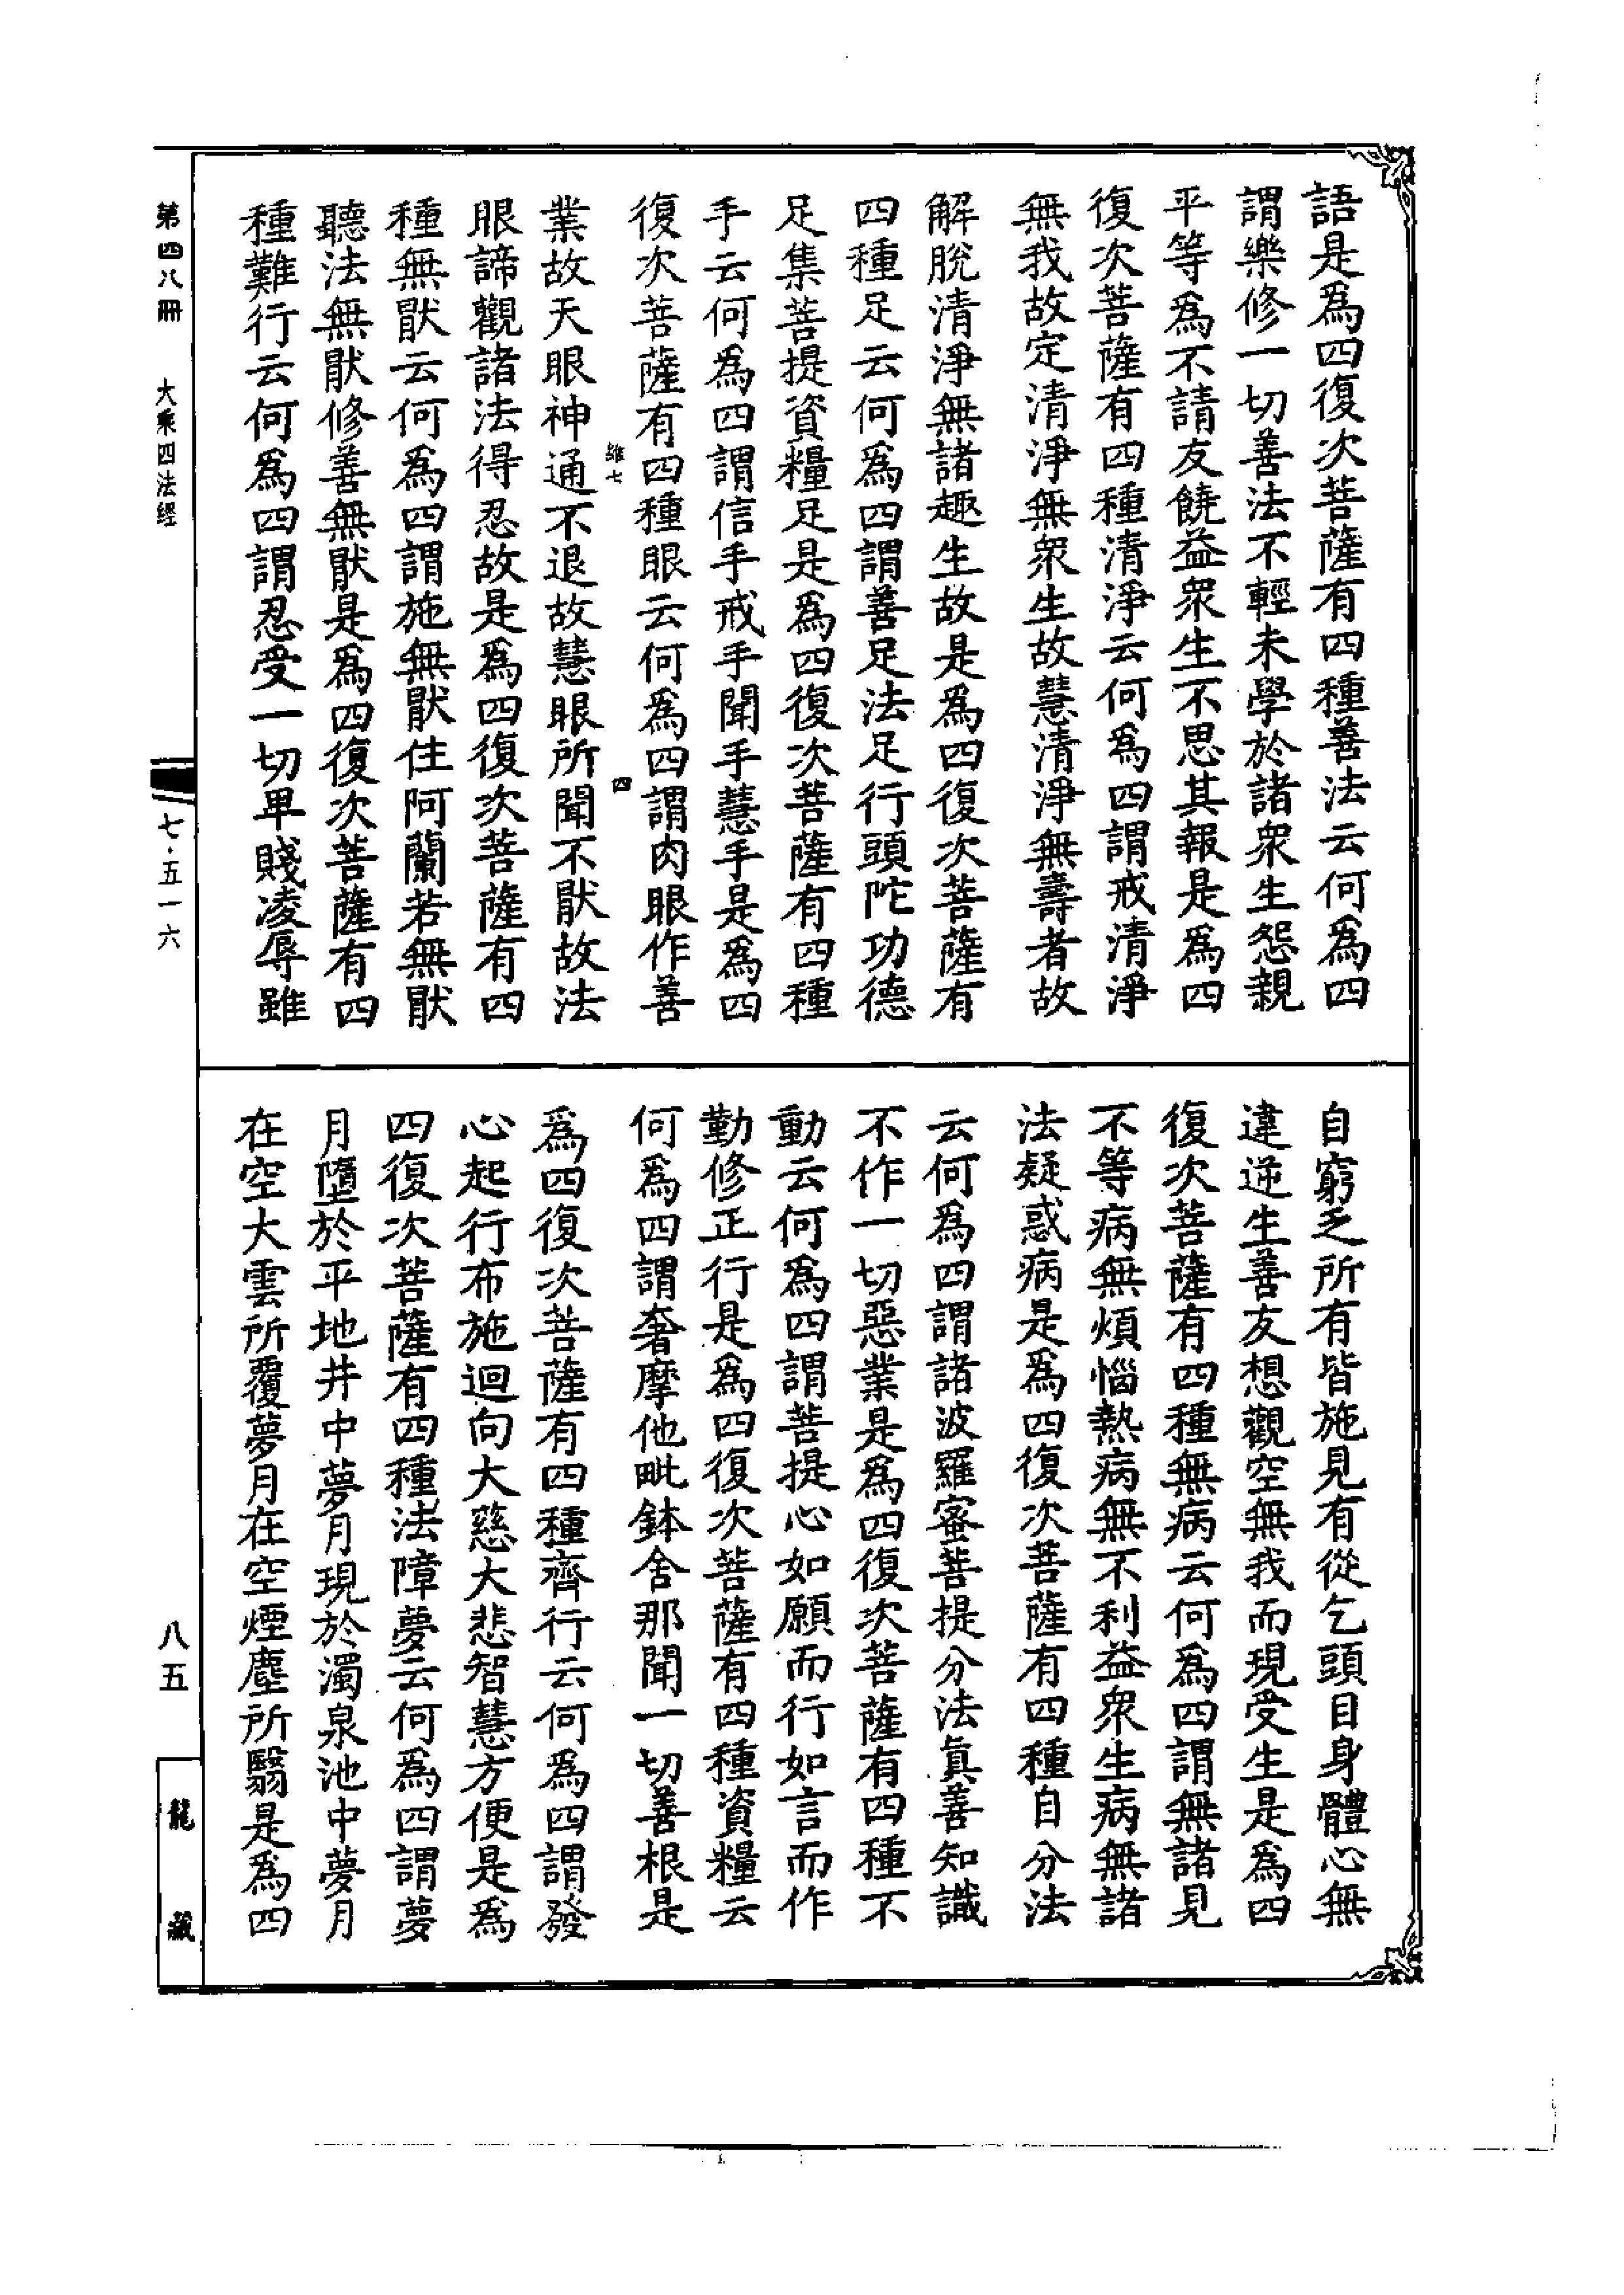 語是爲四復次菩薩有四種善法云何爲四
謂樂修一切善法不輕未學於諸衆生怨親
平等爲不請友饒益衆生不思其報是爲四
復次菩薩有四種清淨云何爲四謂戒清淨
無我故定清淨無衆生故慧清淨無壽者故
解脫清淨無諸趣生故是爲四復次菩薩有
四種足云何爲四謂善足法足行頭陀功德
足集菩提資糧足是爲四復次菩薩有四種
手云何爲四謂信手戒手聞手慧手是爲四
復次菩薩有四種眼云何爲四謂肉眼作善
維七
四
業故天眼神通不退故慧眼所聞不猒故法
眼諦觀諸法得忍故是爲四復次菩薩有四
種無猒云何爲四謂施無猒住阿蘭若無猒
聽法無猒修善無猒是爲四復次菩薩有四
種難行云何爲四謂忍受一切卑賤凌辱雖
自窮乏所有皆施見有從乞頭目身體心無
違逆生善友想觀空無我而現受生是爲四
復次菩薩有四種無病云何爲四謂無諸見
不等病無煩惱熱病無不利益衆生病無諸
法疑惑病是爲四復次菩薩有四種自分法
云何爲四謂諸波羅蜜菩提分法真善知識
不作一切惡業是爲四復次菩薩有四種不
動云何爲四謂菩提心如願而行如言而作
勤修正行是爲四復次菩薩有四種資糧云
何爲四謂奢摩他毗鉢舍那聞一切善根是
爲四復次菩薩有四種齊行云何爲四謂發
心起行布施迴向大慈大悲智慧方便是爲
四復次菩薩有四種法障夢云何爲四謂夢
月墮於平地井中夢月現於濁泉池中夢月
在空大雲所覆夢月在空煙塵所翳是爲四
第四八冊
大乘四法經
七·五一六
八五
龍藏